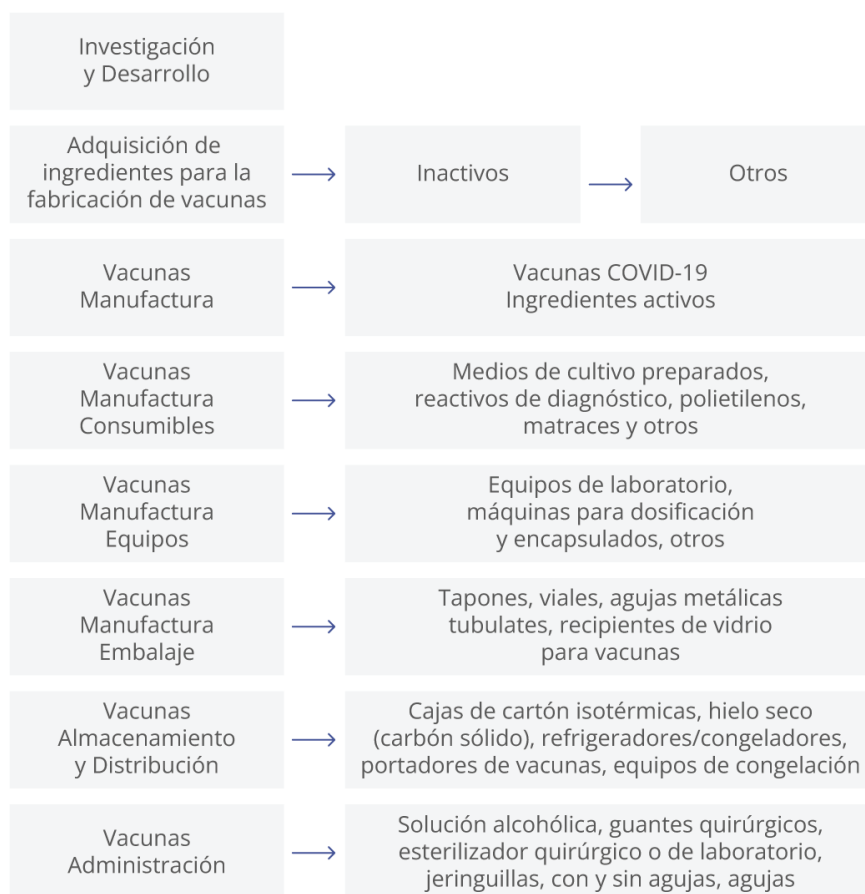 Investigación
y Desarrollo
Adquisición de
ingredientes para la
fabricación de vacunas
Inactivos
Otros
Vacunas
Manufactura
Vacunas COVID-19
Ingredientes activos
Vacunas
Manufactura
Consumibles
Medios de cultivo preparados,
reactivos de diagnóstico, polietilenos,
matraces y otros
Vacunas
Manufactura
Equipos
Equipos de laboratorio,
máquinas para dosificación
y encapsulados, otros
Vacunas
Manufactura
Embalaje
Tapones, viales, agujas metálicas
tubulates, recipientes de vidrio
para vacunas
Vacunas
Almacenamiento
y Distribución
Cajas de cartón isotérmicas, hielo seco
(carbón sólido), refrigeradores/congeladores,
portadores de vacunas, equipos de congelación
Vacunas
Administración
Solución alcohólica, guantes quirúrgicos,
esterilizador quirúrgico o de laboratorio,
jeringuillas, con y sin agujas, agujas